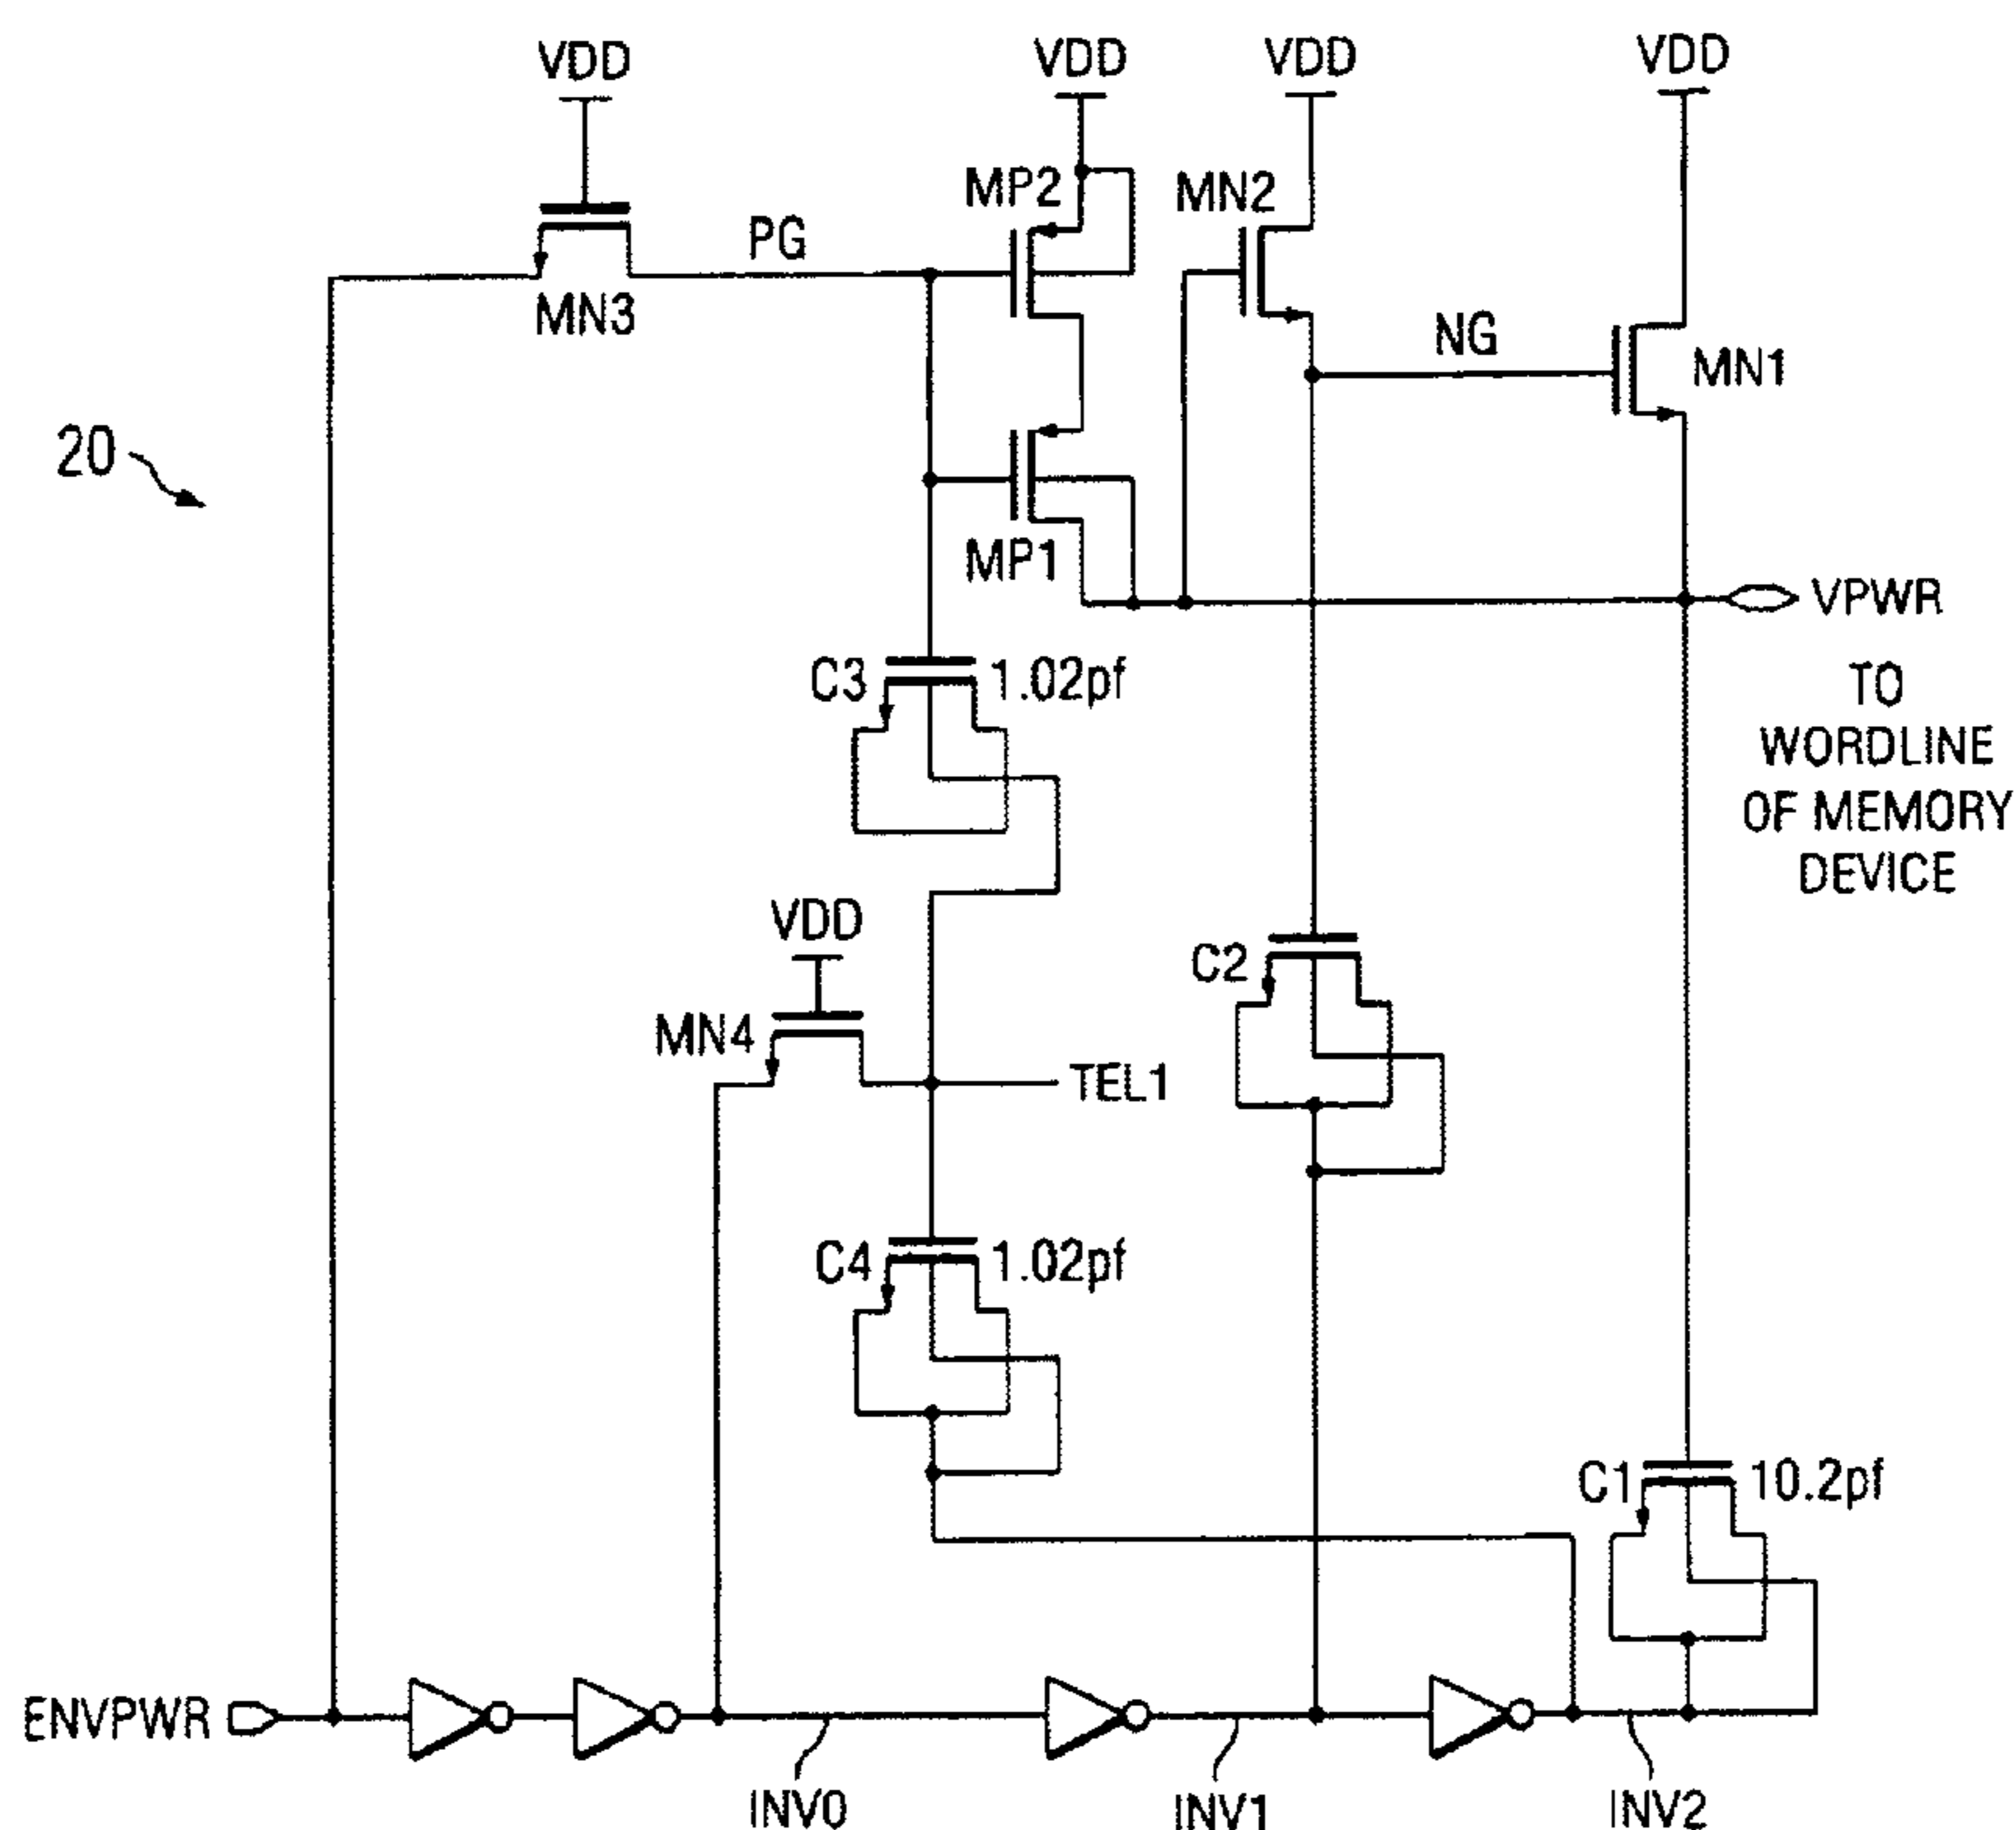 VDD
VDD
VDD
VDD
MP2
MN2
PG
MN3
NG
MN1
20
MP1
VPWR
TO
WORDLINE
OF MEMORY
DEVICE
C3
1.02pf
VDD
C2
MN4
TEL1
C4
1.02pf
C1
10.2pf
ENVPWR
INV0
INV1
INV2